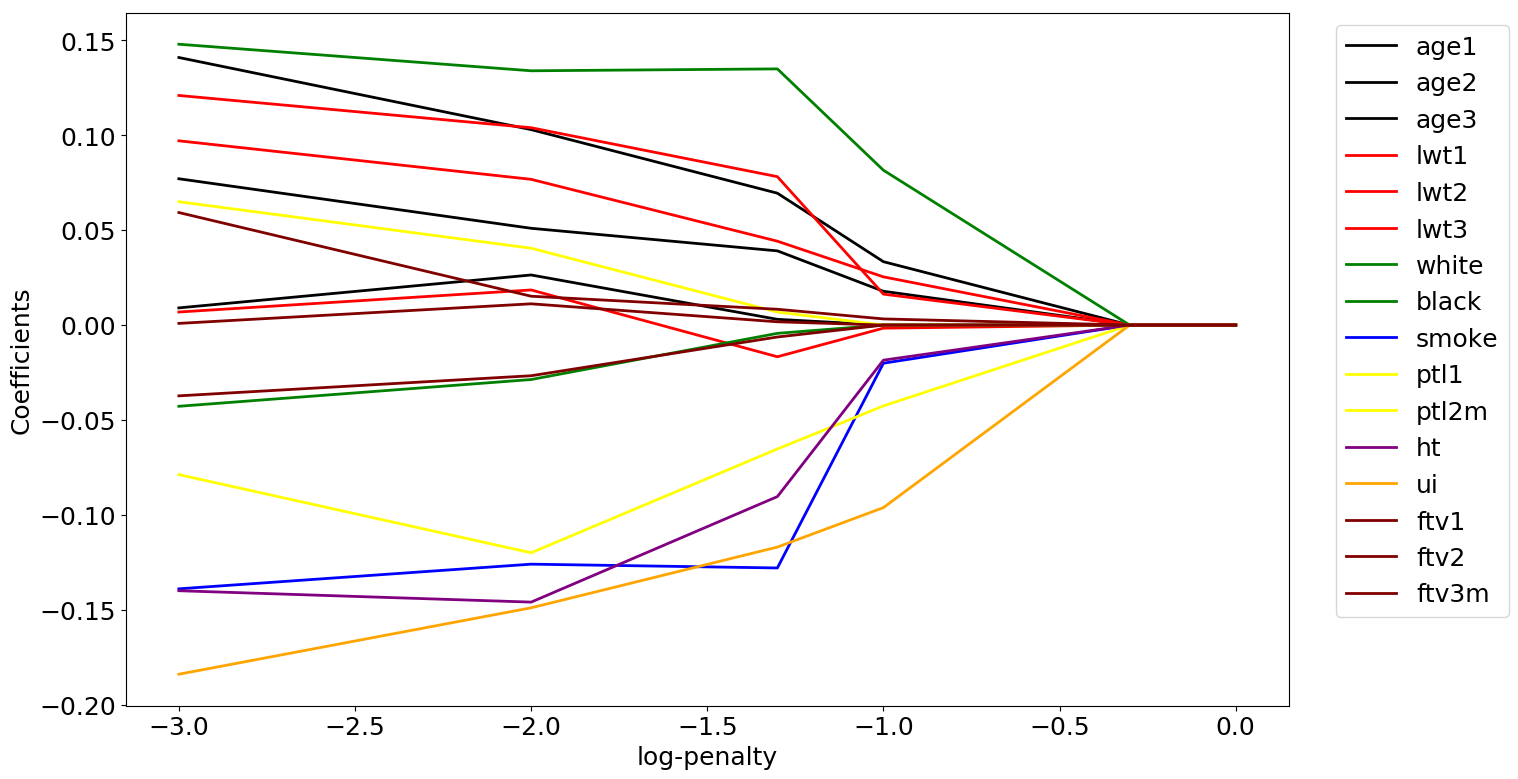 0.15
0.10
0.05
0.00
−0.05
−0.10
−0.15
−0.20
Coefficients
−3.0 −2.5 −2.0 −1.5 −1.0 −0.5 0.0
log-penalty
age1
age2
age3
lwt1
lwt2
lwt3
white
black
smoke
ptl1
ptl2m
ht
ui
ftv1
ftv2
ftv3m